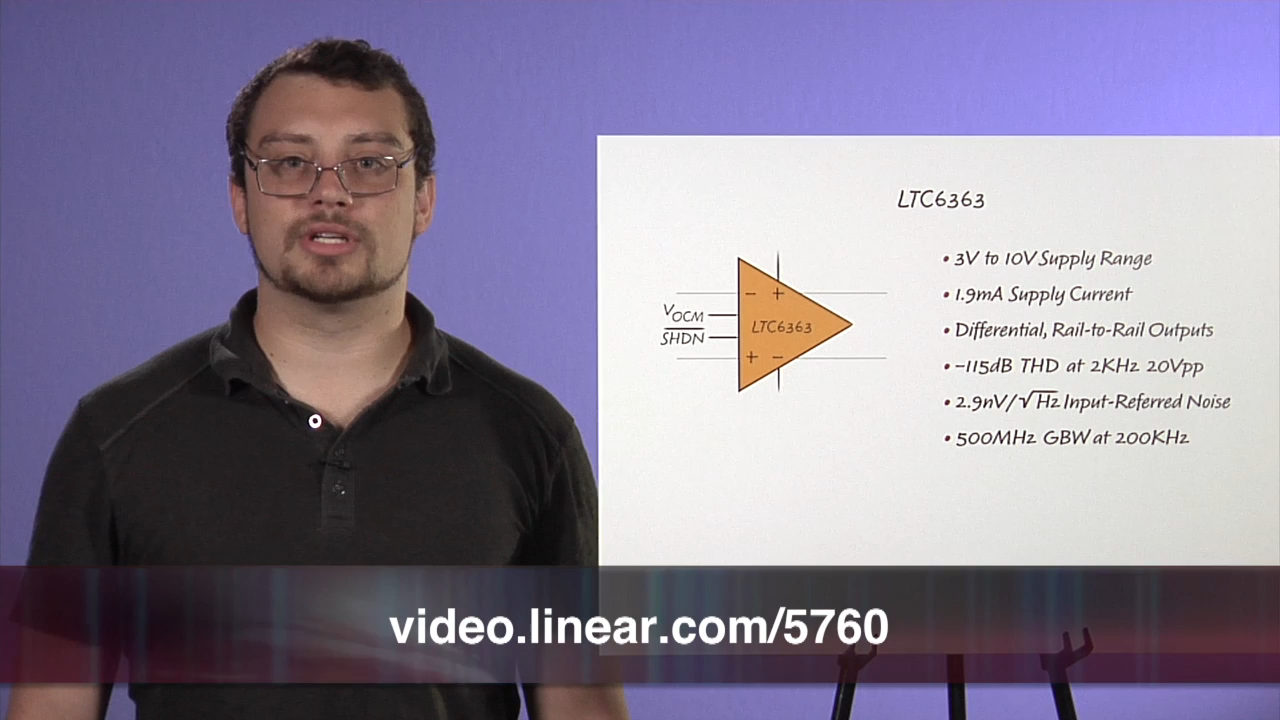 LTC6363
• 3V to 10V Supply Range
• 1.9mA Supply Current
• Differential, Rail-to-Rail Outputs
• –115dB THD at 2KHz 20Vpp
• 2.9nV/√Hz Input-Referred Noise
• 500MHz GBW at 200KHz
– +
VOCM
LTC6363
SHDN
+ –
video.linear.com/5760